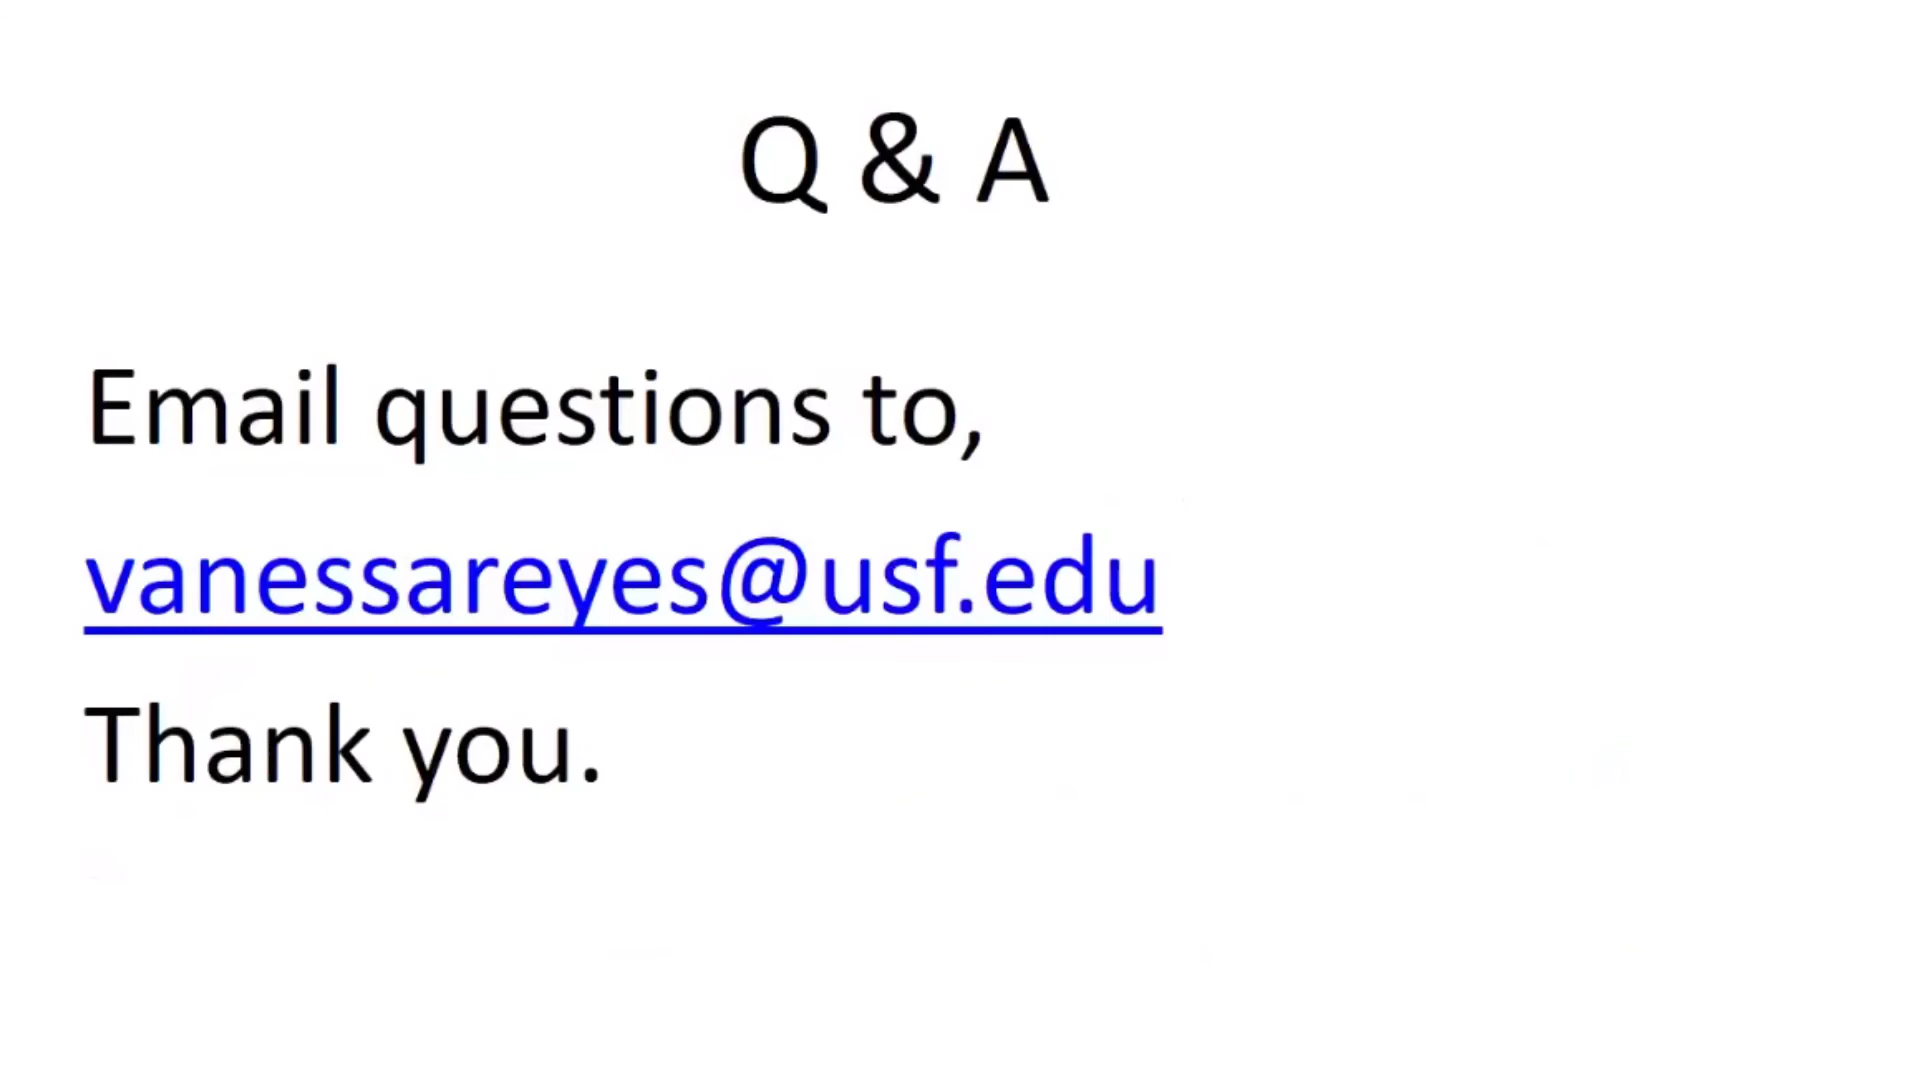 Q & A
Email questions to,
vanessareyes@usf.edu
Thank you.